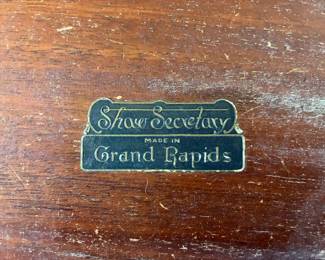 Shaw Secretary
MADE IN
Grand Rapids